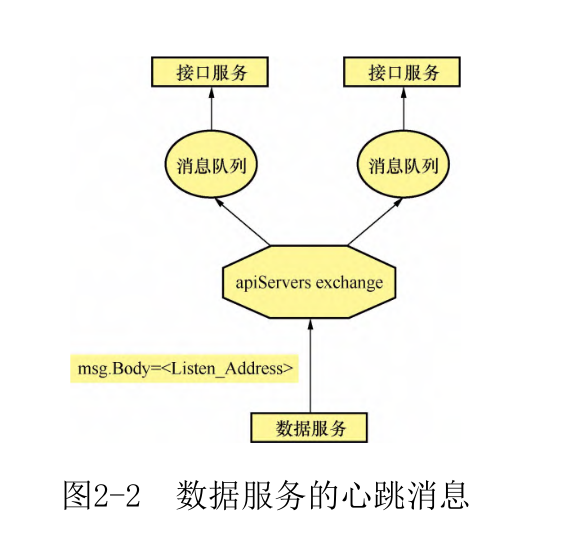 接口服务 接口服务
消息队列 消息队列
apiServers exchange
msg.Body=<Listen_Address>
数据服务
图2-2 数据服务的心跳消息